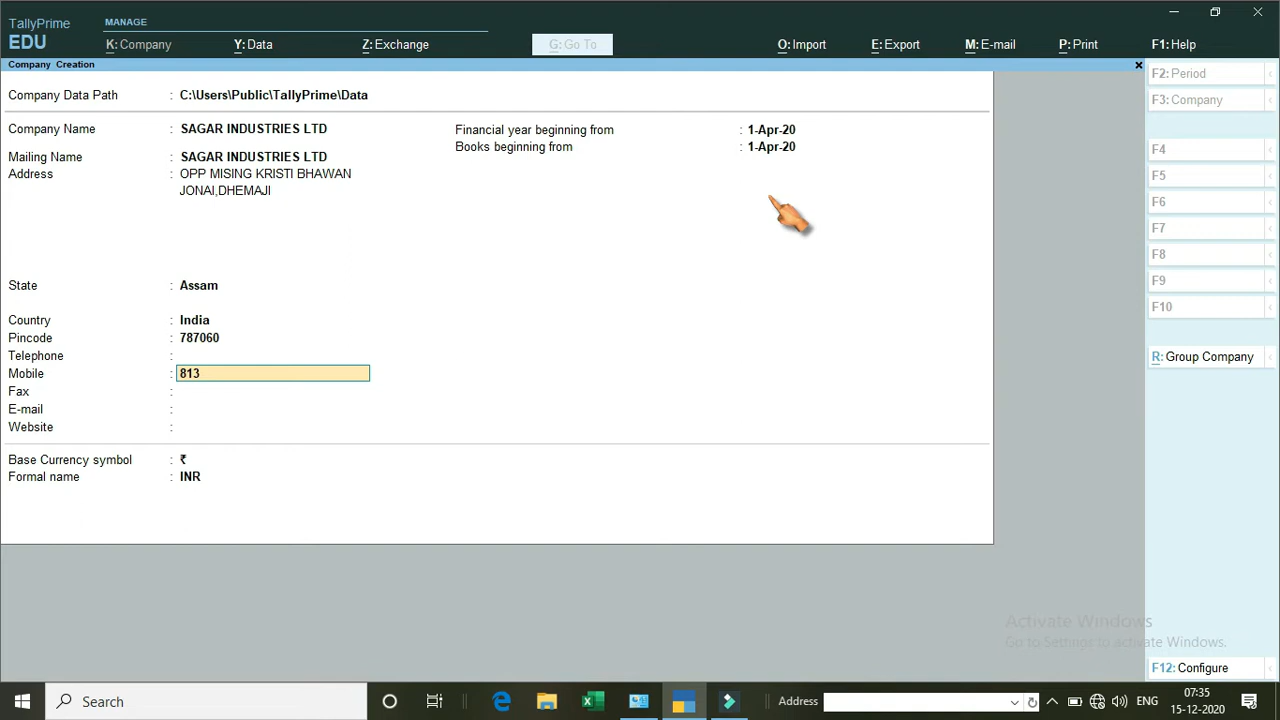 TallyPrime
EDU
MANAGE
K: Company
Y: Data
Z: Exchange
G: Go To
O: Import
E: Export
M: E-mail
P: Print
F1: Help
Company Creation
Company Data Path : C:\Users\Public\TallyPrime\Data
Company Name : SAGAR INDUSTRIES LTD
Financial year beginning from : 1-Apr-20
Books beginning from : 1-Apr-20
Mailing Name : SAGAR INDUSTRIES LTD
Address : OPP MISING KRISTI BHAWAN
JONAI,DHEMAJI
State : Assam
Country : India
Pincode : 787060
Telephone :
Mobile : 813
Fax :
E-mail :
Website :
Base Currency symbol : ₹
Formal name : INR
F2: Period
F3: Company
F4
F5
F6
F7
F8
F9
F10
R: Group Company
Activate Windows
Go to Settings to activate Windows.
F12: Configure
Search
Address
ENG
07:35
15-12-2020